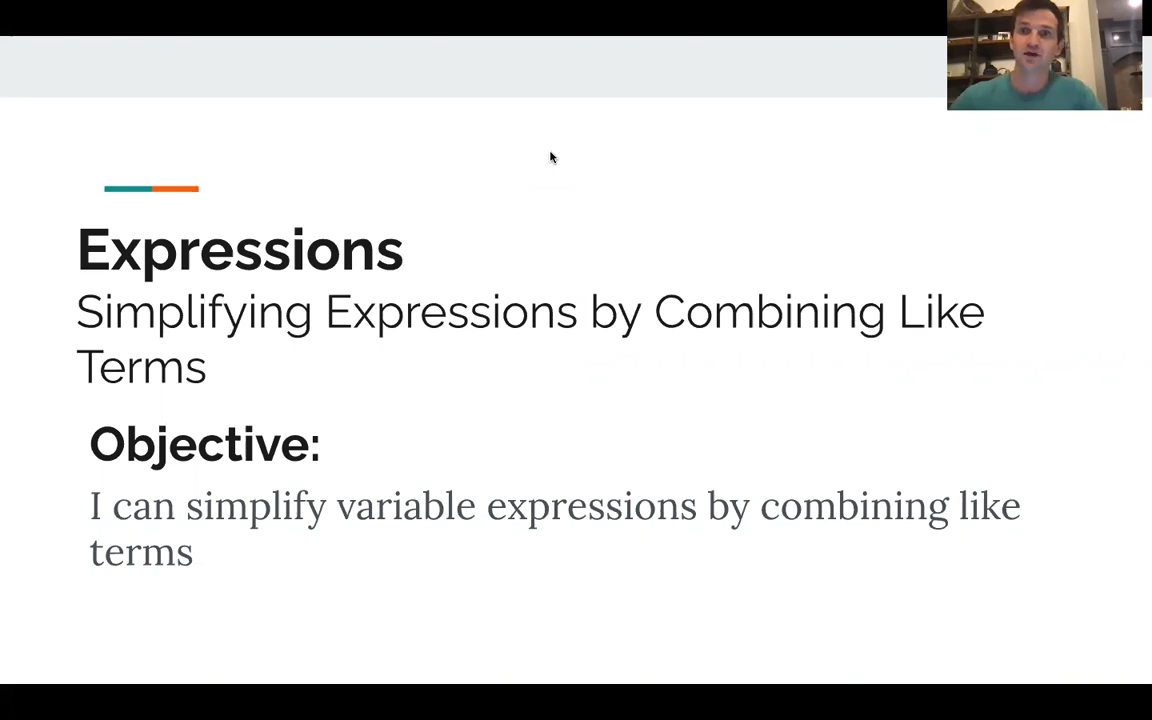 Expressions
Simplifying Expressions by Combining Like
Terms
Objective:
I can simplify variable expressions by combining like
terms